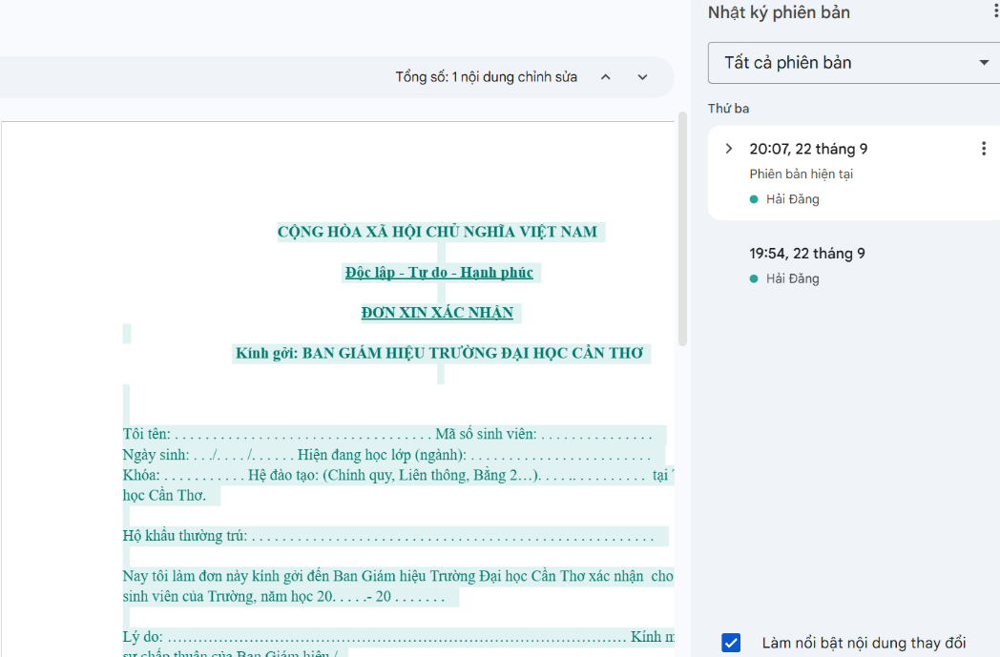 Nhật ký phiên bản
Tất cả phiên bản
Tổng số: 1 nội dung chỉnh sửa
Thứ ba
20:07, 22 tháng 9
Phiên bản hiện tại
Hải Đăng
19:54, 22 tháng 9
Hải Đăng
CỘNG HÒA XÃ HỘI CHỦ NGHĨA VIỆT NAM
Độc lập - Tự do - Hạnh phúc
ĐƠN XIN XÁC NHẬN
Kính gởi: BAN GIÁM HIỆU TRƯỜNG ĐẠI HỌC CẦN THƠ
Tôi tên: . . . . . . . . . . . . . . . . . . . . . . . . . . . . . . . . . . Mã số sinh viên: . . . . . . . . . . . . . . .
Ngày sinh: . . ./. . . . /. . . . . . Hiện đang học lớp (ngành): . . . . . . . . . . . . . . . . . . . . . . . .
Khóa: . . . . . . . . . . . Hệ đào tạo: (Chính quy, Liên thông, Bằng 2…). . . . .. . . . . . . . . . tại
học Cần Thơ.
Hộ khẩu thường trú: . . . . . . . . . . . . . . . . . . . . . . . . . . . . . . . . . . . . . . . . . . . . . . . . . . . . .
Nay tôi làm đơn này kính gởi đến Ban Giám hiệu Trường Đại học Cần Thơ xác nhận cho
sinh viên của Trường, năm học 20. . . . .- 20 . . . . . . .
Lý do: ……………………………………………………………………………… Kính
sự chấp thuận của Ban Giám hiệu./.
Làm nổi bật nội dung thay đổi